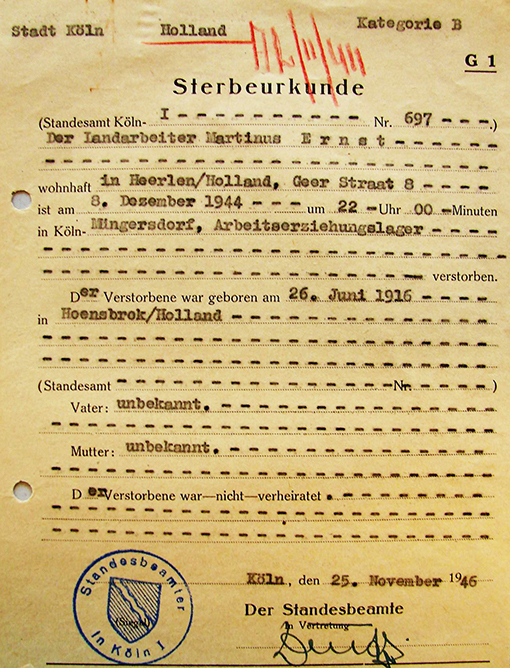 Stadt Köln Holland Kategorie B
G 1
Sterbeurkunde
(Standesamt Köln- I - - - - - - - - - - Nr. 697 - - -.)
Der Landarbeiter Martinus E r n s t - - - - - -
wohnhaft in Heerlen/Holland, Geer Straat 8 - - - -
ist am 8. Dezember 1944 - - - um 22 - Uhr 00 - Minuten
in Köln- Müngersdorf, Arbeitserziehungslager - - - -
verstorben.
Der Verstorbene war geboren am 26. Juni 1916 - - - -
in Hoensbrok/Holland - - - - - - - - - - - - - - -
(Standesamt - - - - - - - - - - - - - - - Nr. - - - - )
Vater: unbekannt. - - - - - - - - - - - - - - - -
Mutter: unbekannt. - - - - - - - - - - - - - - -
Der Verstorbene war—nicht—verheiratet . - - - - - - - - -
Köln, den 25. November 1946
Standesbeamter
in Köln I
(Siegel)
Der Standesbeamte
In Vertretung